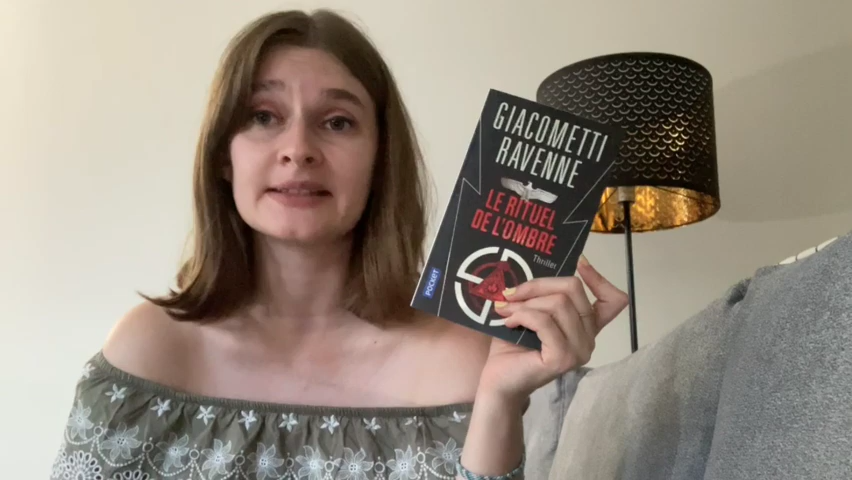 GIACOMETTI
RAVENNE
LE RITUEL
DE L'OMBRE
Thriller
POCKET